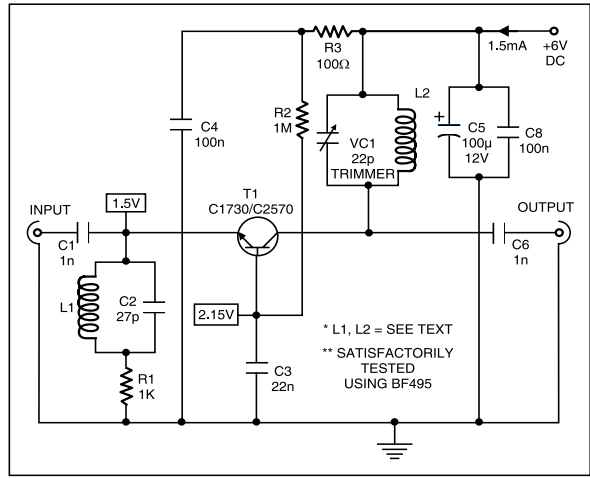 R3
100Ω
1.5mA
+6V
DC
C4
100n
R2
1M
VC1
22p
TRIMMER
L2
+
C5
100µ
12V
C8
100n
T1
C1730/C2570
INPUT
1.5V
OUTPUT
C1
1n
C6
1n
L1
C2
27p
2.15V
* L1, L2 = SEE TEXT
** SATISFACTORILY
TESTED
USING BF495
R1
1K
C3
22n